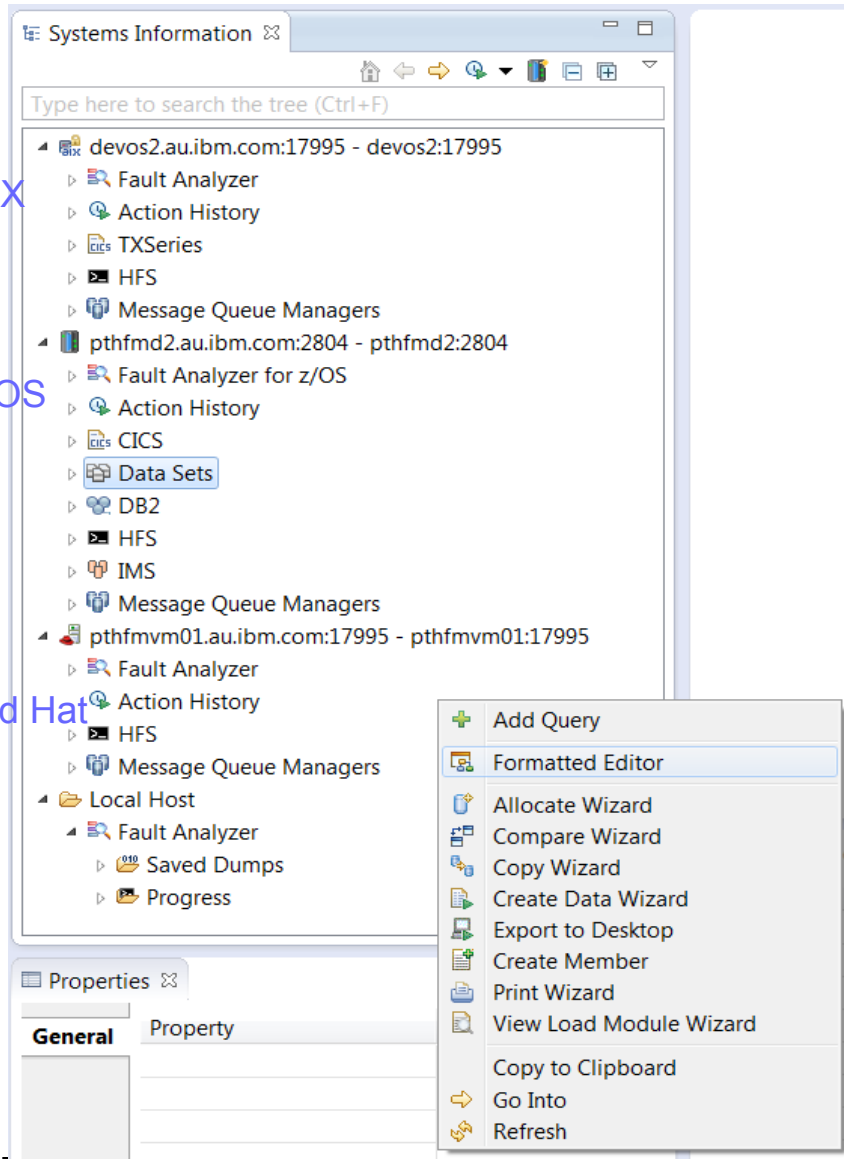 Systems Information
Type here to search the tree (Ctrl+F)
AIX devos2.au.ibm.com:17995 - devos2:17995
X
Fault Analyzer
Action History
CICS TXSeries
HFS
Message Queue Managers
pthfmd2.au.ibm.com:2804 - pthfmd2:2804
Fault Analyzer for z/OS
OS
Action History
CICS CICS
Data Sets
DB2
HFS
IMS
Message Queue Managers
pthfmvm01.au.ibm.com:17995 - pthfmvm01:17995
Fault Analyzer
d Hat
Action History
HFS
Message Queue Managers
Local Host
Fault Analyzer
010 Saved Dumps
Progress
Add Query
Formatted Editor
Allocate Wizard
Compare Wizard
Copy Wizard
Create Data Wizard
Export to Desktop
Create Member
Print Wizard
View Load Module Wizard
Copy to Clipboard
Go Into
Refresh
Properties
General
Property